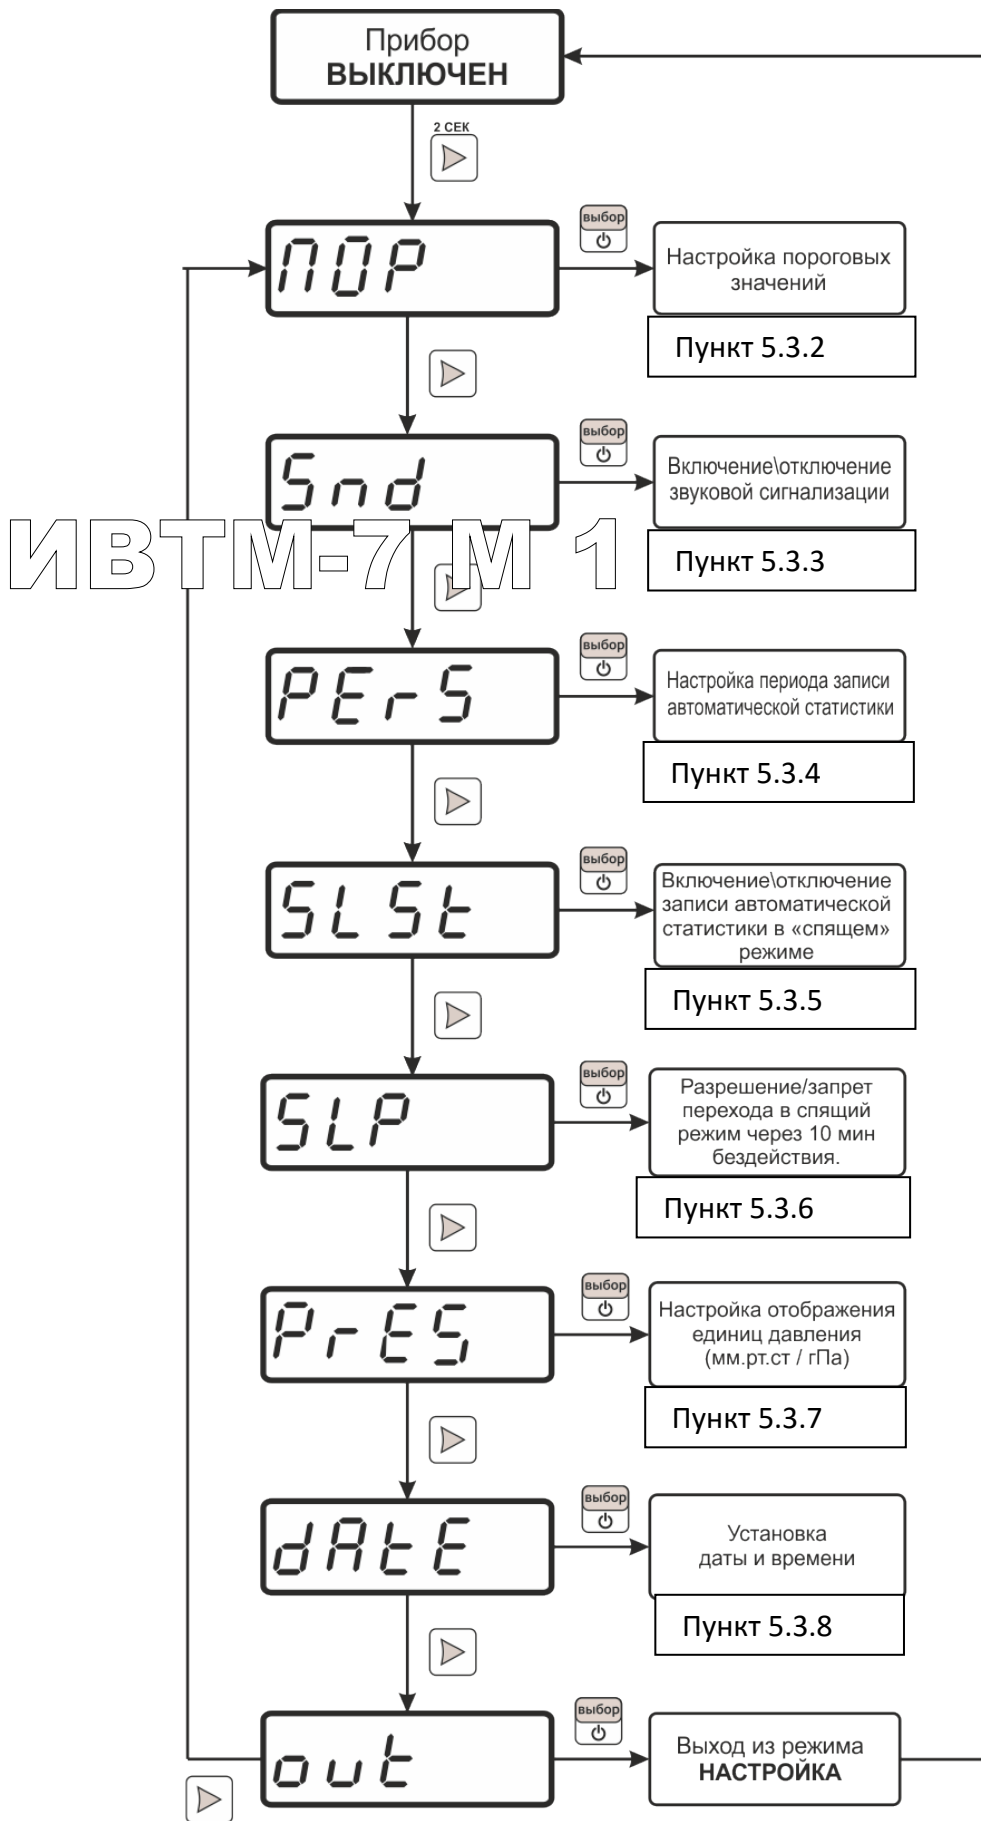 Прибор
ВЫКЛЮЧЕН
2 СЕК
ПОР
выбор
Настройка пороговых
значений
Пункт 5.3.2
Snd
выбор
Включение\отключение
звуковой сигнализации
Пункт 5.3.3
ИВТМ-7 М 1
PErS
выбор
Настройка периода записи
автоматической статистики
Пункт 5.3.4
SLSt
выбор
Включение\отключение
записи автоматической
статистики в «спящем»
режиме
Пункт 5.3.5
SLP
выбор
Разрешение/запрет
перехода в спящий
режим через 10 мин
бездействия.
Пункт 5.3.6
PrES
выбор
Настройка отображения
единиц давления
(мм.рт.ст / гПа)
Пункт 5.3.7
dAtE
выбор
Установка
даты и времени
Пункт 5.3.8
out
выбор
Выход из режима
НАСТРОЙКА